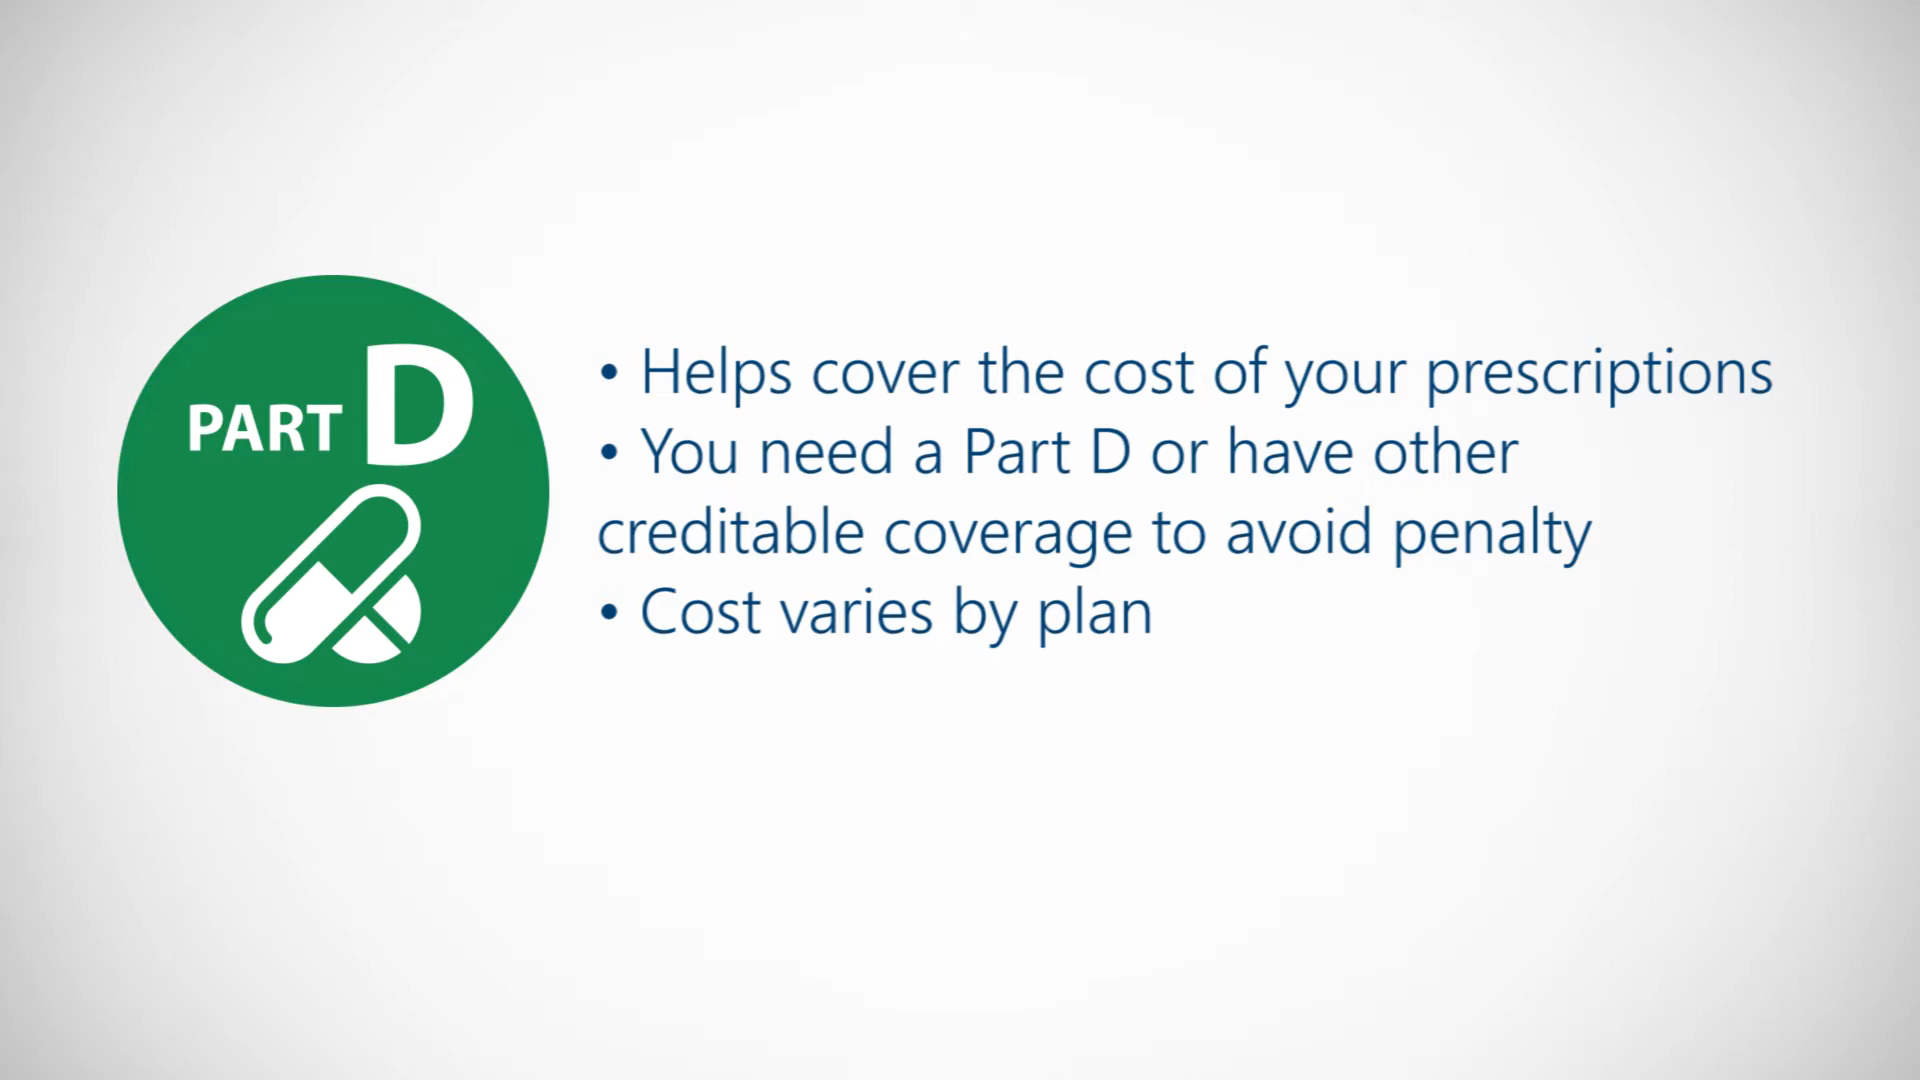 PART D
• Helps cover the cost of your prescriptions
• You need a Part D or have other
creditable coverage to avoid penalty
• Cost varies by plan